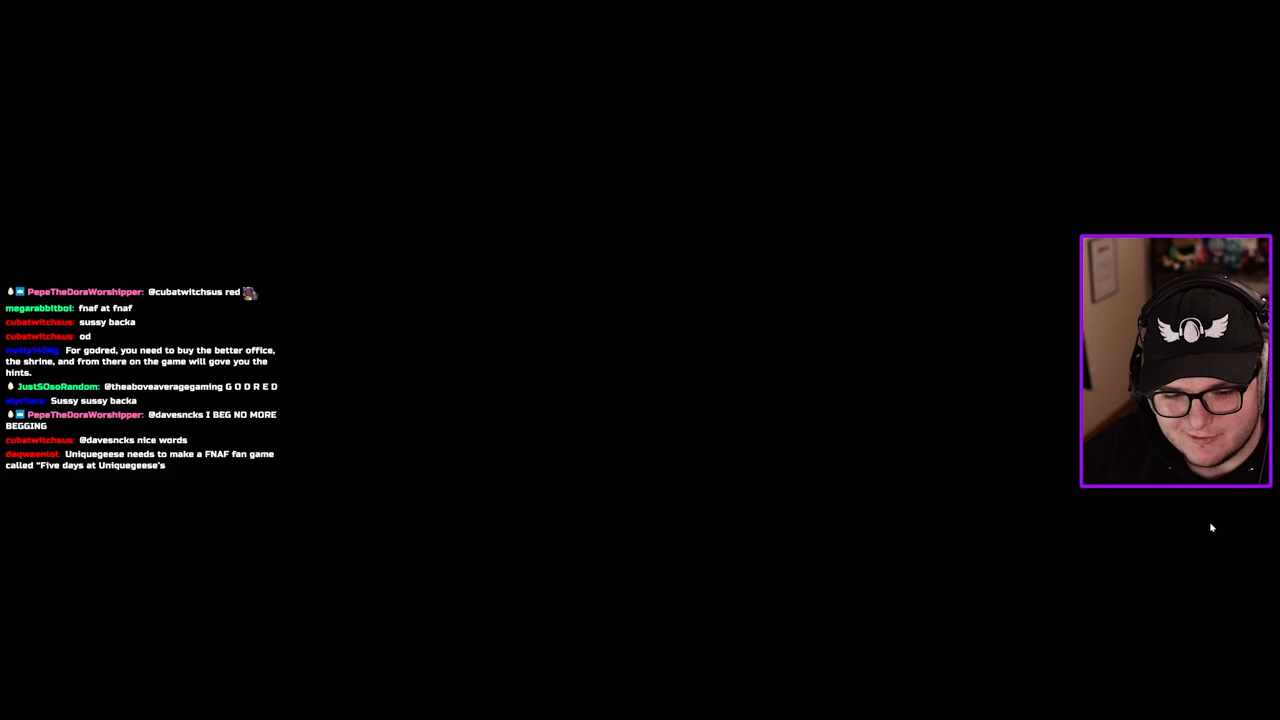 PepeTheDoraWorshipper: @cubatwitchsus red
megarabbitboi: fnaf at fnaf
cubatwitchsus: sussy backa
cubatwitchsus: od
For godred, you need to buy the better office,
the shrine, and from there on the game will gove you the
hints.
JustSOsoRandom: @theaboveaveragegaming G O D R E D
alychara: Sussy sussy backa
PepeTheDoraWorshipper: @davesncks I BEG NO MORE
BEGGING
cubatwitchsus: @davesncks nice words
daqweenlol: Uniquegeese needs to make a FNAF fan game
called “Five days at Uniquegeese’s